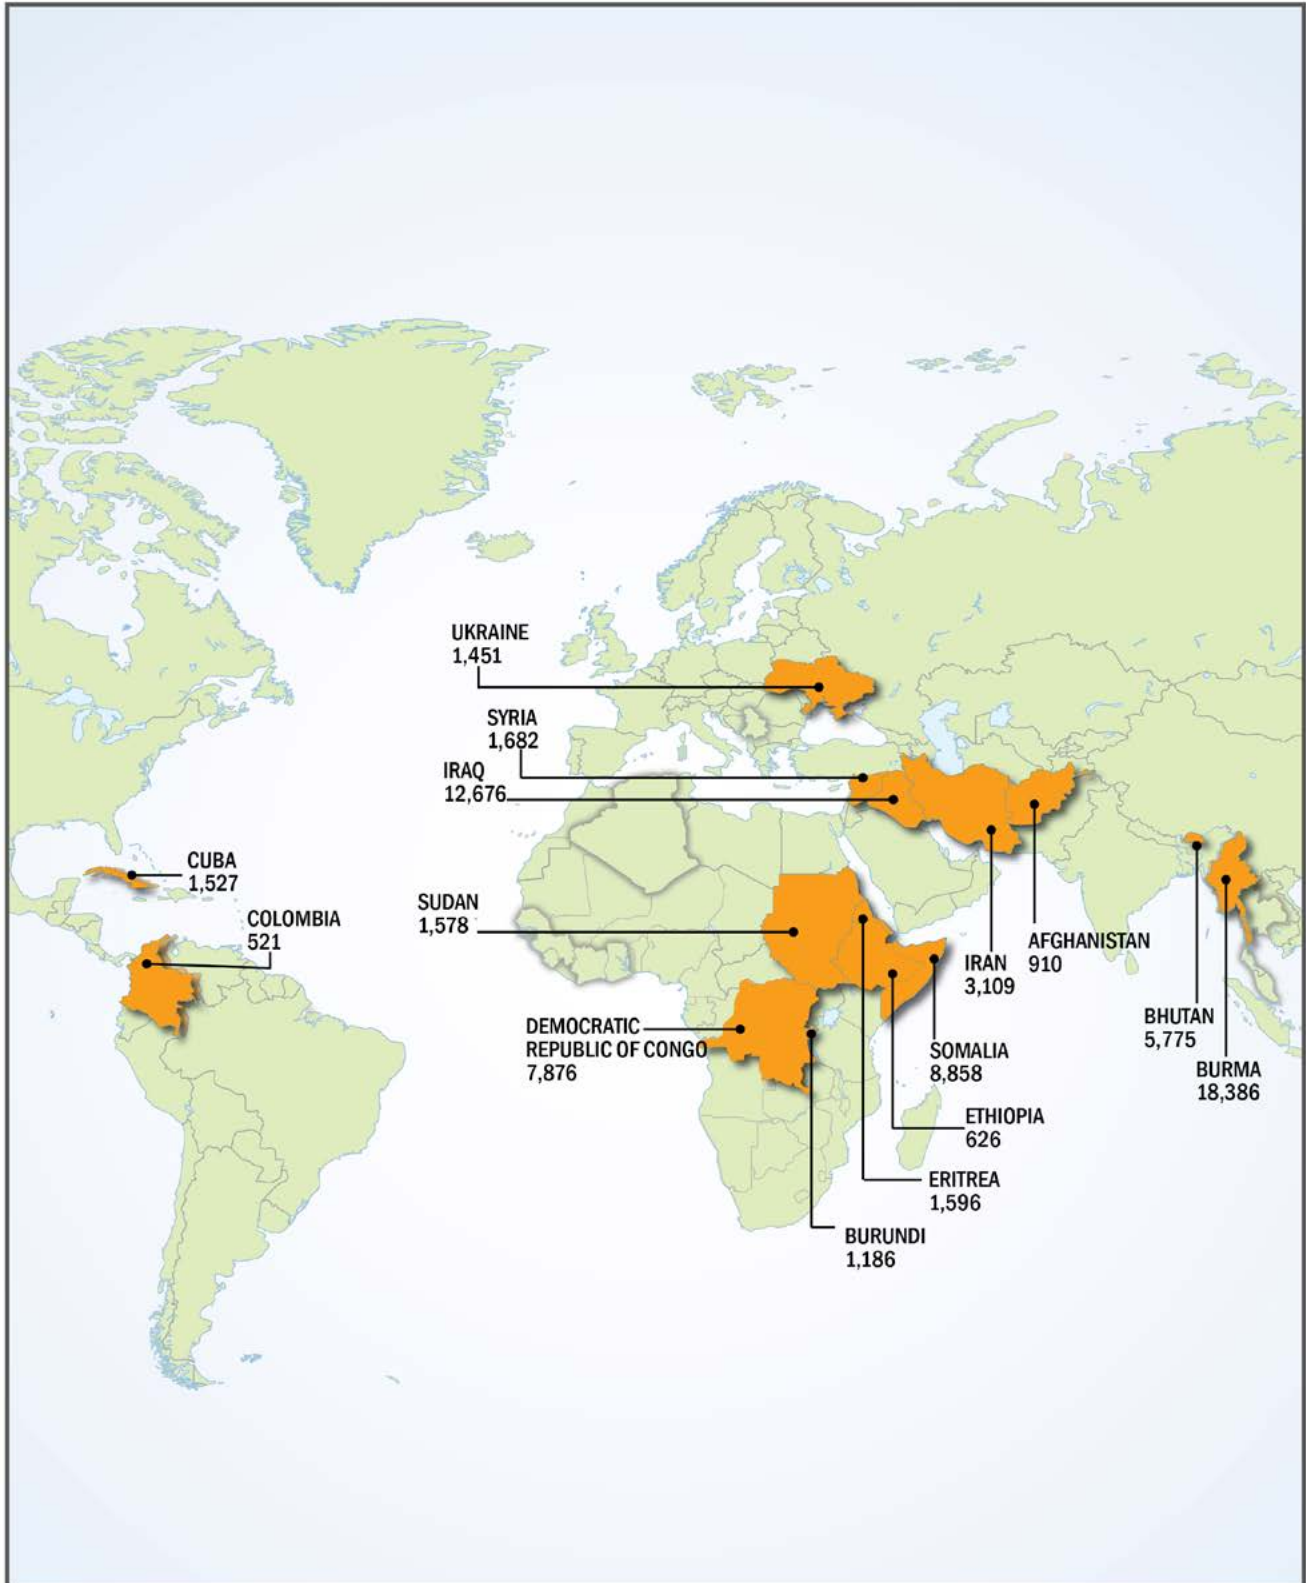 UKRAINE
1,451
SYRIA
1,682
IRAQ
12,676
CUBA
1,527
COLOMBIA
521
SUDAN
1,578
DEMOCRATIC
REPUBLIC OF CONGO
7,876
IRAN
3,109
AFGHANISTAN
910
BHUTAN
5,775
BURMA
18,386
SOMALIA
8,858
ETHIOPIA
626
ERITREA
1,596
BURUNDI
1,186